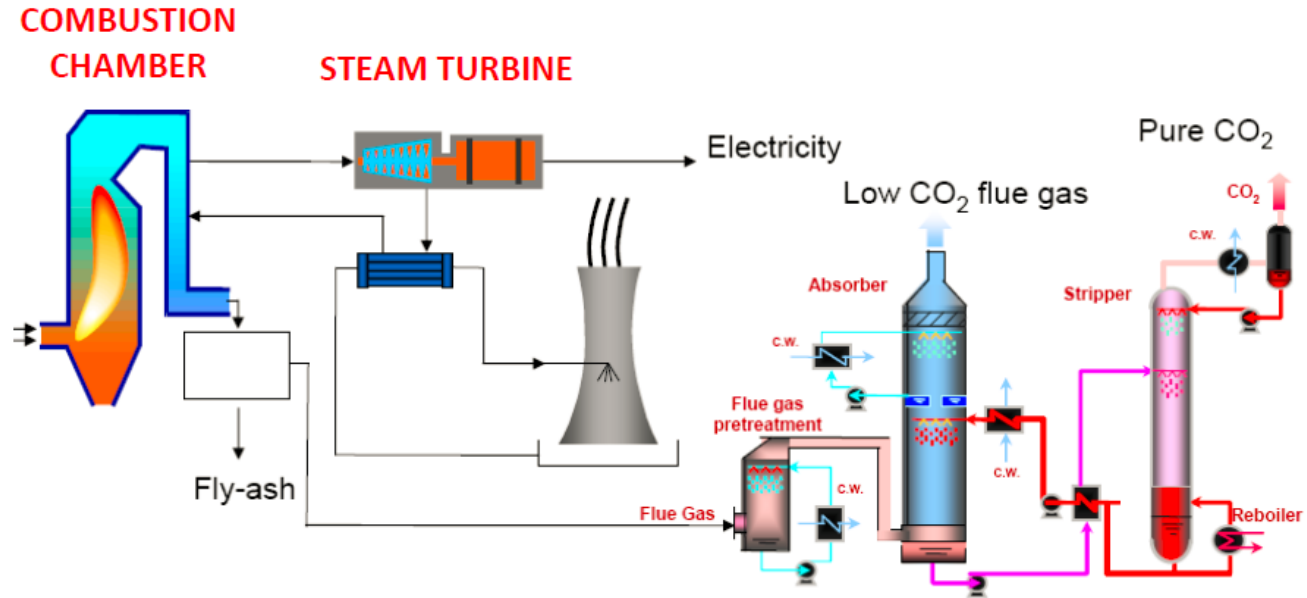 COMBUSTION
CHAMBER
STEAM TURBINE
Electricity
Pure CO₂
Low CO₂ flue gas
CO₂
C.W.
Absorber
Stripper
C.W.
Flue gas
pretreatment
C.W.
C.W.
Fly-ash
Flue Gas
Reboiler